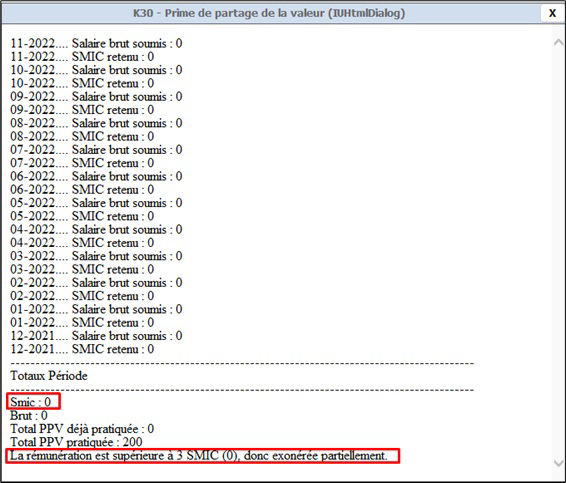 K30 - Prime de partage de la valeur (IUHtmlDialog)
X
11-2022.... Salaire brut soumis : 0
11-2022.... SMIC retenu : 0
10-2022.... Salaire brut soumis : 0
10-2022.... SMIC retenu : 0
09-2022.... Salaire brut soumis : 0
09-2022.... SMIC retenu : 0
08-2022.... Salaire brut soumis : 0
08-2022.... SMIC retenu : 0
07-2022.... Salaire brut soumis : 0
07-2022.... SMIC retenu : 0
06-2022.... Salaire brut soumis : 0
06-2022.... SMIC retenu : 0
05-2022.... Salaire brut soumis : 0
05-2022.... SMIC retenu : 0
04-2022.... Salaire brut soumis : 0
04-2022.... SMIC retenu : 0
03-2022.... Salaire brut soumis : 0
03-2022.... SMIC retenu : 0
02-2022.... Salaire brut soumis : 0
02-2022.... SMIC retenu : 0
01-2022.... Salaire brut soumis : 0
01-2022.... SMIC retenu : 0
12-2021.... Salaire brut soumis : 0
12-2021.... SMIC retenu : 0
Totaux Période
Smic : 0
Brut : 0
Total PPV déjà pratiquée : 0
Total PPV pratiquée : 200
La rémunération est supérieure à 3 SMIC (0), donc exonérée partiellement.